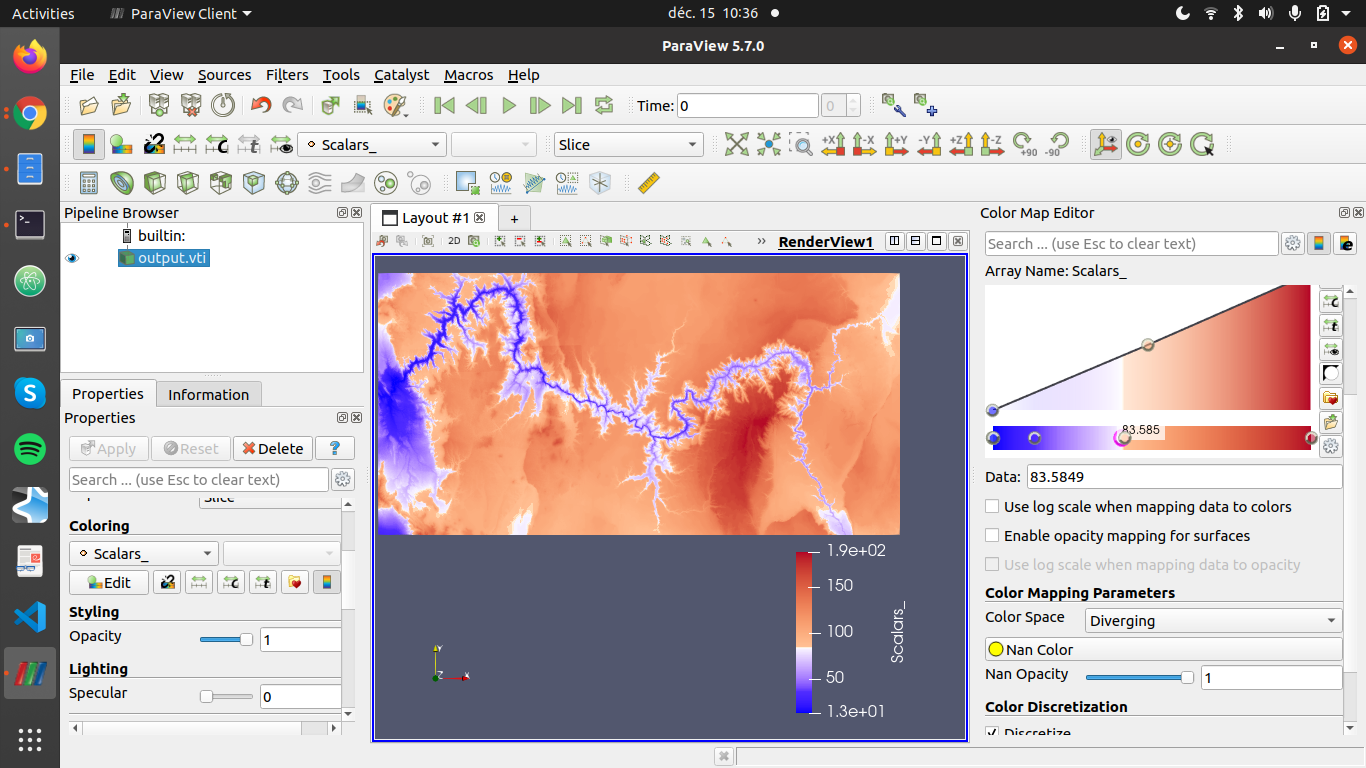 Activities ParaView Client déc. 15 10:36
ParaView 5.7.0
File Edit View Sources Filters Tools Catalyst Macros Help
Time: 0 0
Scalars_ Slice +X -X +Y -Y +Z -Z +90 -90
Pipeline Browser
builtin:
output.vti
Properties Information
Properties
Apply Reset Delete ?
Search ... (use Esc to clear text)
Slice
Coloring
Scalars_
Edit
Styling
Opacity 1
Lighting
Specular 0
Layout #1 +
2D RenderView1
1.9e+02
150
100
50
1.3e+01
Scalars_
Y
Z X
Color Map Editor
Search ... (use Esc to clear text)
Array Name: Scalars_
83.585
Data: 83.5849
Use log scale when mapping data to colors
Enable opacity mapping for surfaces
Use log scale when mapping data to opacity
Color Mapping Parameters
Color Space Diverging
Nan Color
Nan Opacity 1
Color Discretization
Discretize